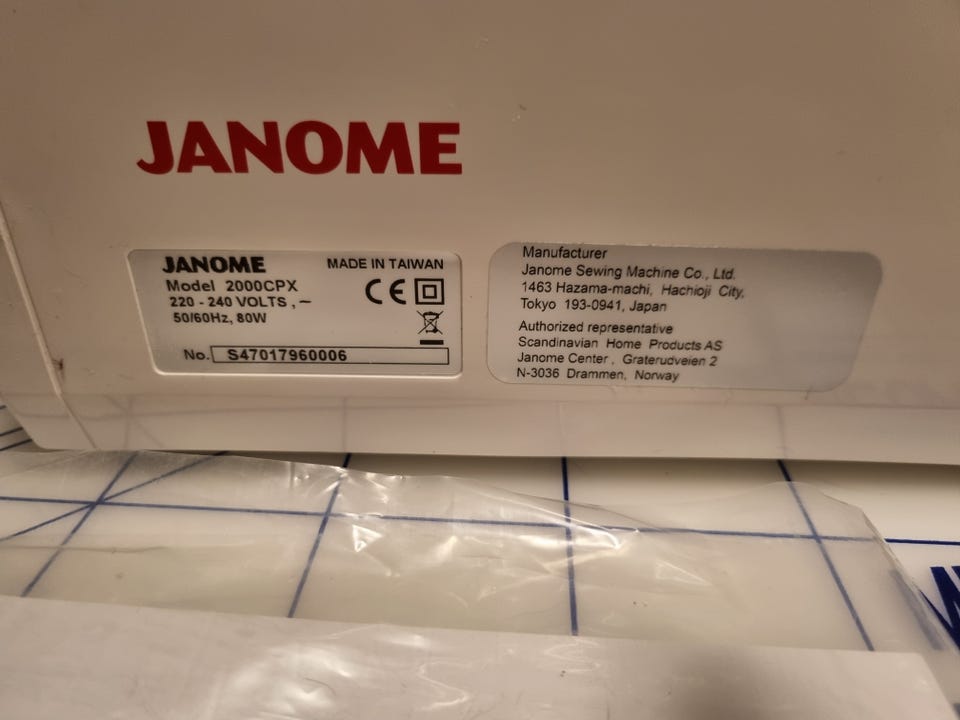 JANOME
JANOME MADE IN TAIWAN
Model 2000CPX
220 - 240 VOLTS , ~
50/60Hz, 80W
CE
No. S47017960006
Manufacturer
Janome Sewing Machine Co., Ltd.
1463 Hazama-machi, Hachioji City,
Tokyo 193-0941, Japan
Authorized representative
Scandinavian Home Products AS
Janome Center , Graterudveien 2
N-3036 Drammen, Norway